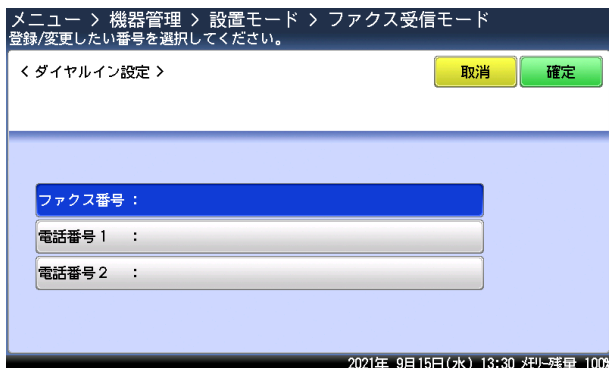 メニュー > 機器管理 > 設置モード > ファクス受信モード
登録/変更したい番号を選択してください。
< ダイヤルイン設定 >
取消
確定
ファクス番号 :
電話番号1 :
電話番号2 :
2021年 9月15日(水) 13:30 メモリー残量 100%